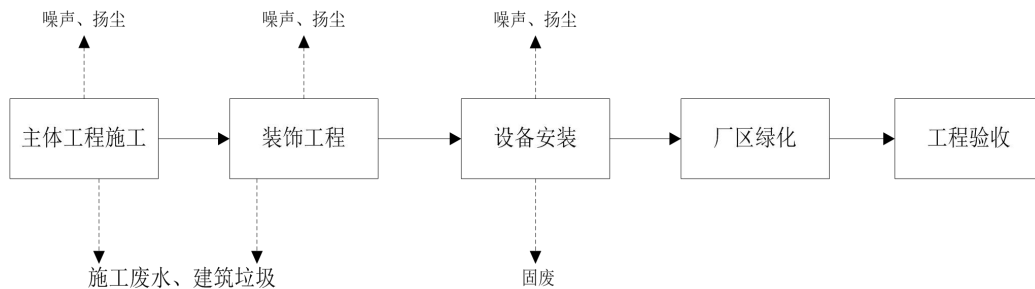 噪声、扬尘
噪声、扬尘
噪声、扬尘
主体工程施工
装饰工程
设备安装
厂区绿化
工程验收
施工废水、建筑垃圾
固废